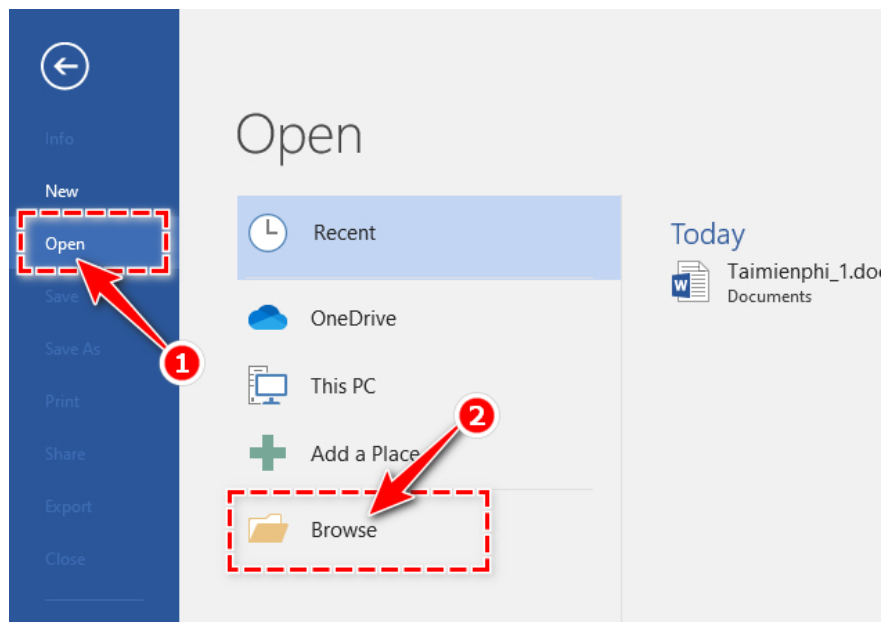 Info
New
Open
Save
Save As
Print
Share
Export
Close
1
Open
Recent
OneDrive
This PC
Add a Place
2
Browse
Today
Taimienphi_1.doc
Documents